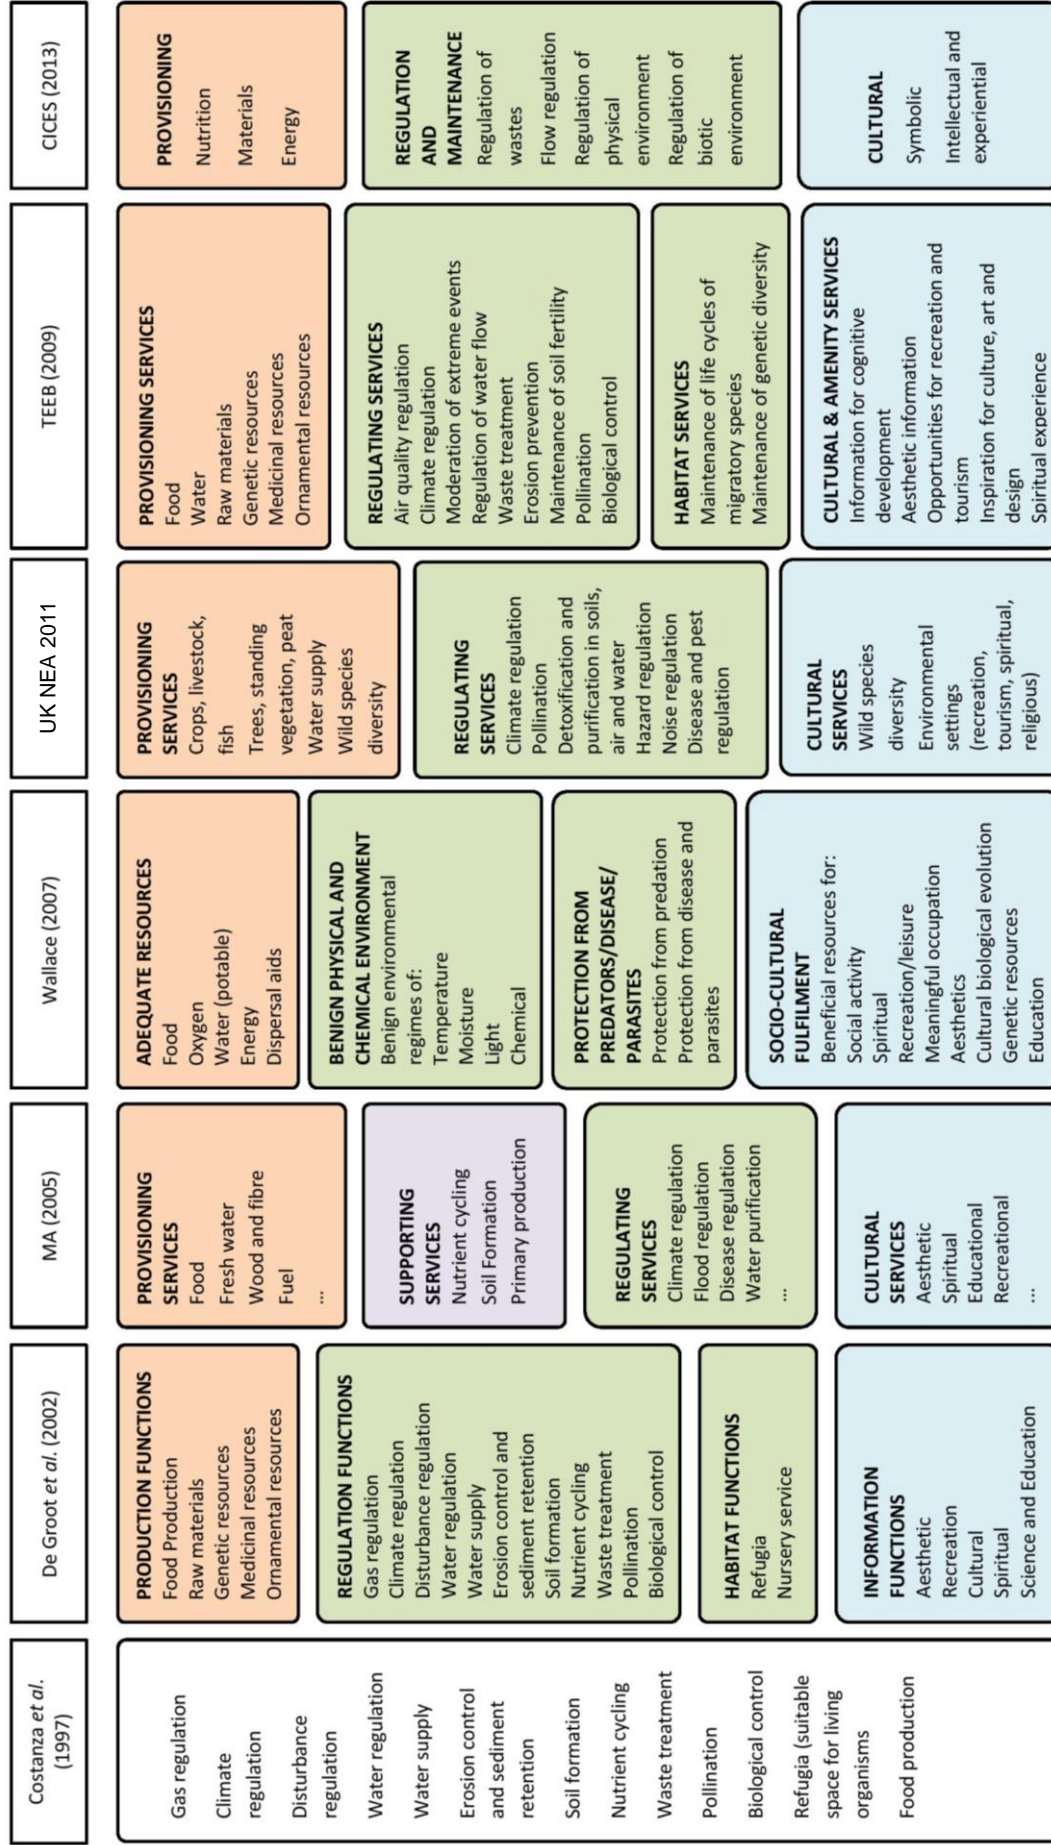 Costanza et al.
(1997)
Gas regulation
Climate
regulation
Disturbance
regulation
Water regulation
Water supply
Erosion control
and sediment
retention
Soil formation
Nutrient cycling
Waste treatment
Pollination
Biological control
Refugia (suitable
space for living
organisms
Food production
De Groot et al. (2002)
PRODUCTION FUNCTIONS
Food Production
Raw materials
Genetic resources
Medicinal resources
Ornamental resources
REGULATION FUNCTIONS
Gas regulation
Climate regulation
Disturbance regulation
Water regulation
Water supply
Erosion control and
sediment retention
Soil formation
Nutrient cycling
Waste treatment
Pollination
Biological control
HABITAT FUNCTIONS
Refugia
Nursery service
INFORMATION
FUNCTIONS
Aesthetic
Recreation
Cultural
Spiritual
Science and Education
MA (2005)
PROVISIONING
SERVICES
Food
Fresh water
Wood and fibre
Fuel
...
SUPPORTING
SERVICES
Nutrient cycling
Soil Formation
Primary production
REGULATING
SERVICES
Climate regulation
Flood regulation
Disease regulation
Water purification
...
CULTURAL
SERVICES
Aesthetic
Spiritual
Educational
Recreational
...
Wallace (2007)
ADEQUATE RESOURCES
Food
Oxygen
Water (potable)
Energy
Dispersal aids
BENIGN PHYSICAL AND
CHEMICAL ENVIRONMENT
Benign environmental
regimes of:
Temperature
Moisture
Light
Chemical
PROTECTION FROM
PREDATORS/DISEASE/
PARASITES
Protection from predation
Protection from disease and
parasites
SOCIO-CULTURAL
FULFILMENT
Beneficial resources for:
Social activity
Spiritual
Recreation/leisure
Meaningful occupation
Aesthetics
Cultural biological evolution
Genetic resources
Education
UK NEA 2011
PROVISIONING
SERVICES
Crops, livestock,
fish
Trees, standing
vegetation, peat
Water supply
Wild species
diversity
REGULATING
SERVICES
Climate regulation
Pollination
Detoxification and
purification in soils,
air and water
Hazard regulation
Noise regulation
Disease and pest
regulation
CULTURAL
SERVICES
Wild species
diversity
Environmental
settings
(recreation,
tourism, spiritual,
religious)
TEEB (2009)
PROVISIONING SERVICES
Food
Water
Raw materials
Genetic resources
Medicinal resources
Ornamental resources
REGULATING SERVICES
Air quality regulation
Climate regulation
Moderation of extreme events
Regulation of water flow
Waste treatment
Erosion prevention
Maintenance of soil fertility
Pollination
Biological control
HABITAT SERVICES
Maintenance of life cycles of
migratory species
Maintenance of genetic diversity
CULTURAL & AMENITY SERVICES
Information for cognitive
development
Aesthetic information
Opportunities for recreation and
tourism
Inspiration for culture, art and
design
Spiritual experience
CICES (2013)
PROVISIONING
Nutrition
Materials
Energy
REGULATION
AND
MAINTENANCE
Regulation of
wastes
Flow regulation
Regulation of
physical
environment
Regulation of
biotic
environment
CULTURAL
Symbolic
Intellectual and
experiential